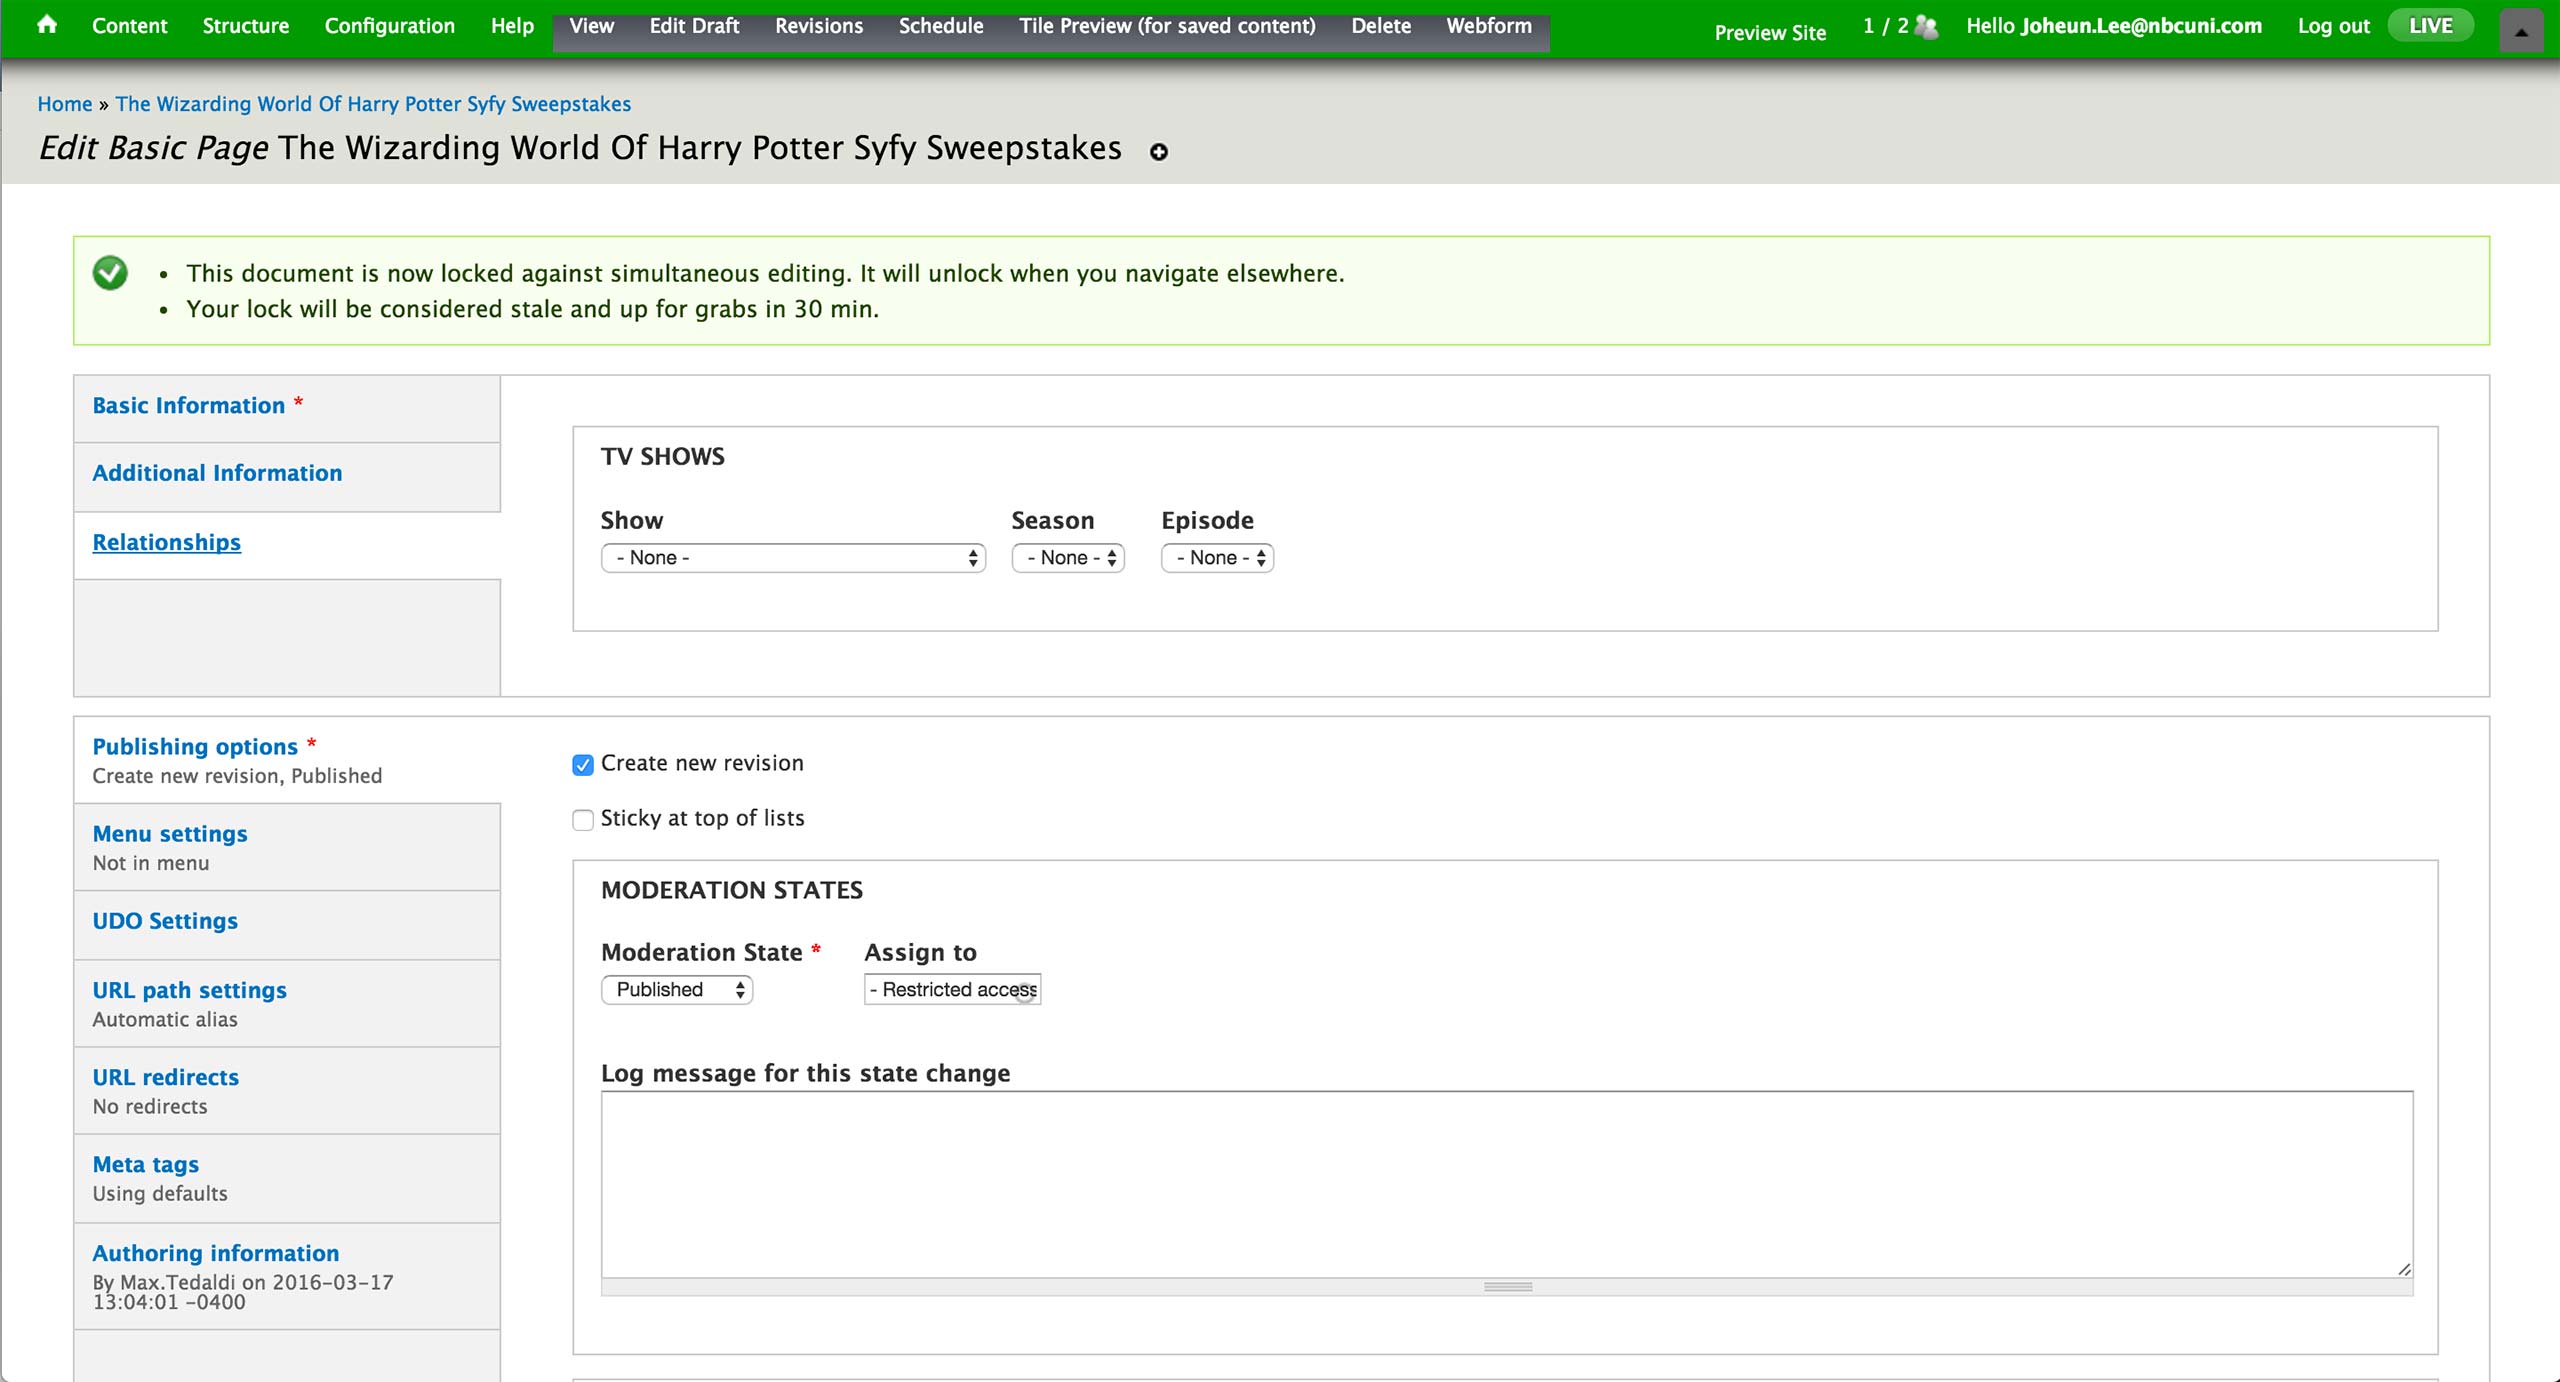 Content Structure Configuration Help View Edit Draft Revisions Schedule Tile Preview (for saved content) Delete Webform Preview Site 1 / 2 Hello Joheun.Lee@nbcuni.com Log out LIVE
Home » The Wizarding World Of Harry Potter Syfy Sweepstakes
Edit Basic Page The Wizarding World Of Harry Potter Syfy Sweepstakes
• This document is now locked against simultaneous editing. It will unlock when you navigate elsewhere.
• Your lock will be considered stale and up for grabs in 30 min.
Basic Information *
Additional Information
Relationships
TV SHOWS
Show Season Episode
- None - - None - - None -
Publishing options *
Create new revision, Published
Menu settings
Not in menu
UDO Settings
URL path settings
Automatic alias
URL redirects
No redirects
Meta tags
Using defaults
Authoring information
By Max.Tedaldi on 2016-03-17
13:04:01 -0400
Create new revision
Sticky at top of lists
MODERATION STATES
Moderation State * Assign to
Published - Restricted access
Log message for this state change